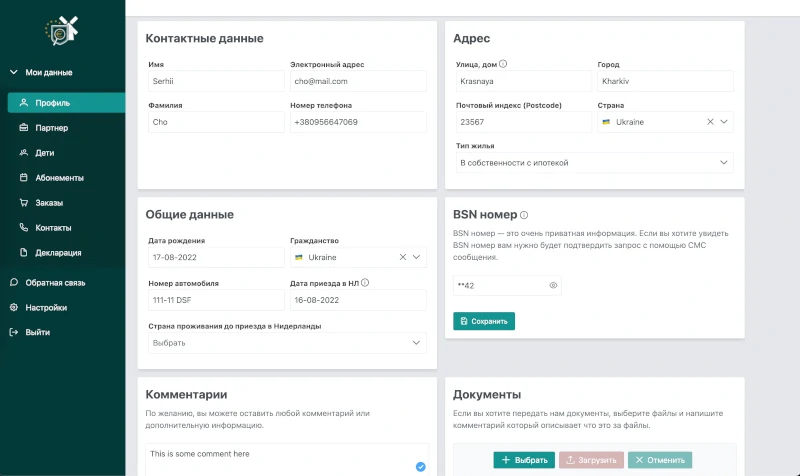 Мои данные
Профиль
Партнер
Дети
Абонементы
Заказы
Контакты
Декларация
Обратная связь
Настройки
Выйти
Контактные данные
Имя Электронный адрес
Serhii cho@mail.com
Фамилия Номер телефона
Cho +380956647069
Адрес
Улица, дом Город
Krasnaya Kharkiv
Почтовый индекс (Postcode) Страна
23567 Ukraine
Тип жилья
В собственности с ипотекой
Общие данные
Дата рождения Гражданство
17-08-2022 Ukraine
Номер автомобиля Дата приезда в НЛ
111-11 DSF 16-08-2022
Страна проживания до приезда в Нидерланды
Выбрать
BSN номер
BSN номер — это очень приватная информация. Если вы хотите увидеть
BSN номер вам нужно будет подтвердить запрос с помощью СМС
сообщения.
**42
Сохранить
Комментарии
По желанию, вы можете оставить любой комментарий или
дополнительную информацию.
This is some comment here
Документы
Если вы хотите передать нам документы, выберите файлы и напишите
комментарий который описывает что это за файлы.
Выбрать Загрузить Отменить